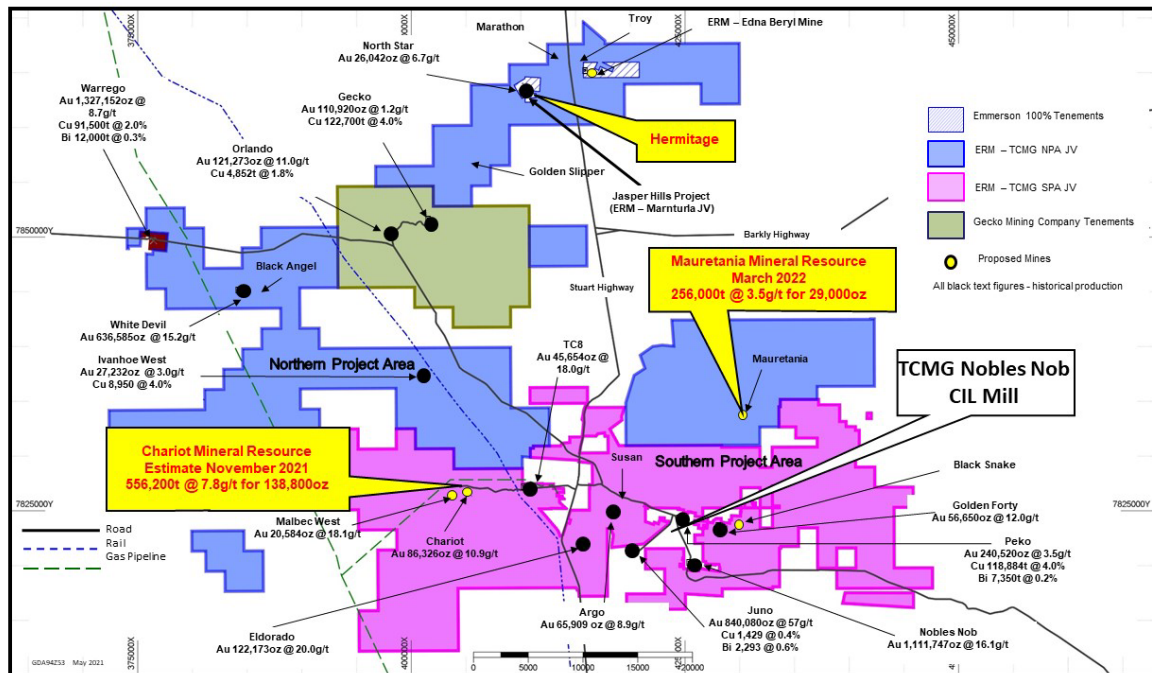 375000X
400000X
425000X
450000X
Marathon
Troy
ERM – Edna Beryl Mine
North Star
Au 26,042oz @ 6.7g/t
Warrego
Au 1,327,152oz @
8.7g/t
Cu 91,500t @ 2.0%
Bi 12,000t @ 0.3%
Gecko
Au 110,920oz @ 1.2g/t
Cu 122,700t @ 4.0%
Hermitage
Orlando
Au 121,273oz @ 11.0g/t
Cu 4,852t @ 1.8%
Golden Slipper
Jasper Hills Project
(ERM – Marnturla JV)
Emmerson 100% Tenements
ERM – TCMG NPA JV
ERM – TCMG SPA JV
Gecko Mining Company Tenements
Proposed Mines
All black text figures - historical production
7850000Y
7850000Y
Barkly Highway
Black Angel
Stuart Highway
Mauretania Mineral Resource
March 2022
256,000t @ 3.5g/t for 29,000oz
White Devil
Au 636,585oz @ 15.2g/t
Ivanhoe West
Au 27,232oz @ 3.0g/t
Cu 8,950 @ 4.0%
Northern Project Area
TC8
Au 45,654oz @
18.0g/t
Mauretania
TCMG Nobles Nob
CIL Mill
Chariot Mineral Resource
Estimate November 2021
556,200t @ 7.8g/t for 138,800oz
Susan
Southern Project Area
Black Snake
7825000Y
7825000Y
Golden Forty
Au 56,650oz @ 12.0g/t
Road
Rail
Gas Pipeline
Malbec West
Au 20,584oz @ 18.1g/t
Chariot
Au 86,326oz @ 10.9g/t
Peko
Au 240,520oz @ 3.5g/t
Cu 118,884t @ 4.0%
Bi 7,350t @ 0.2%
Eldorado
Au 122,173oz @ 20.0g/t
Argo
Au 65,909 oz @ 8.9g/t
Juno
Au 840,080oz @ 57g/t
Cu 1,429 @ 0.4%
Bi 2,293 @ 0.6%
Nobles Nob
Au 1,111,747oz @ 16.1g/t
GDA94Z53 May 2021
375000X
400000X
425000X
0
5000
10000
15000
20000